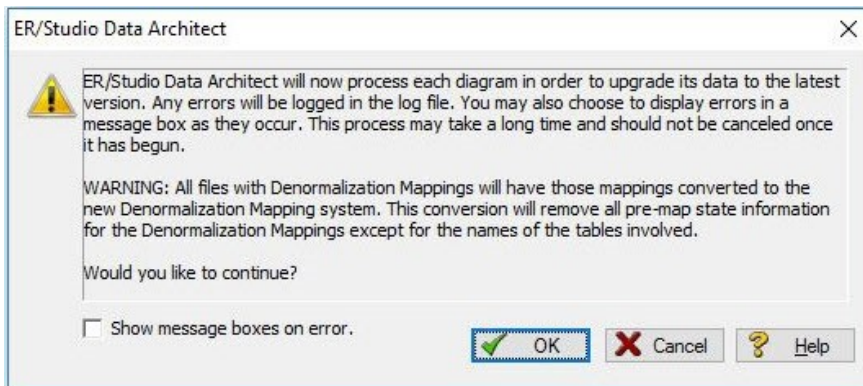 ER/Studio Data Architect
ER/Studio Data Architect will now process each diagram in order to upgrade its data to the latest
version. Any errors will be logged in the log file. You may also choose to display errors in a
message box as they occur. This process may take a long time and should not be canceled once
it has begun.
WARNING: All files with Denormalization Mappings will have those mappings converted to the
new Denormalization Mapping system. This conversion will remove all pre-map state information
for the Denormalization Mappings except for the names of the tables involved.
Would you like to continue?
Show message boxes on error.
OK Cancel Help